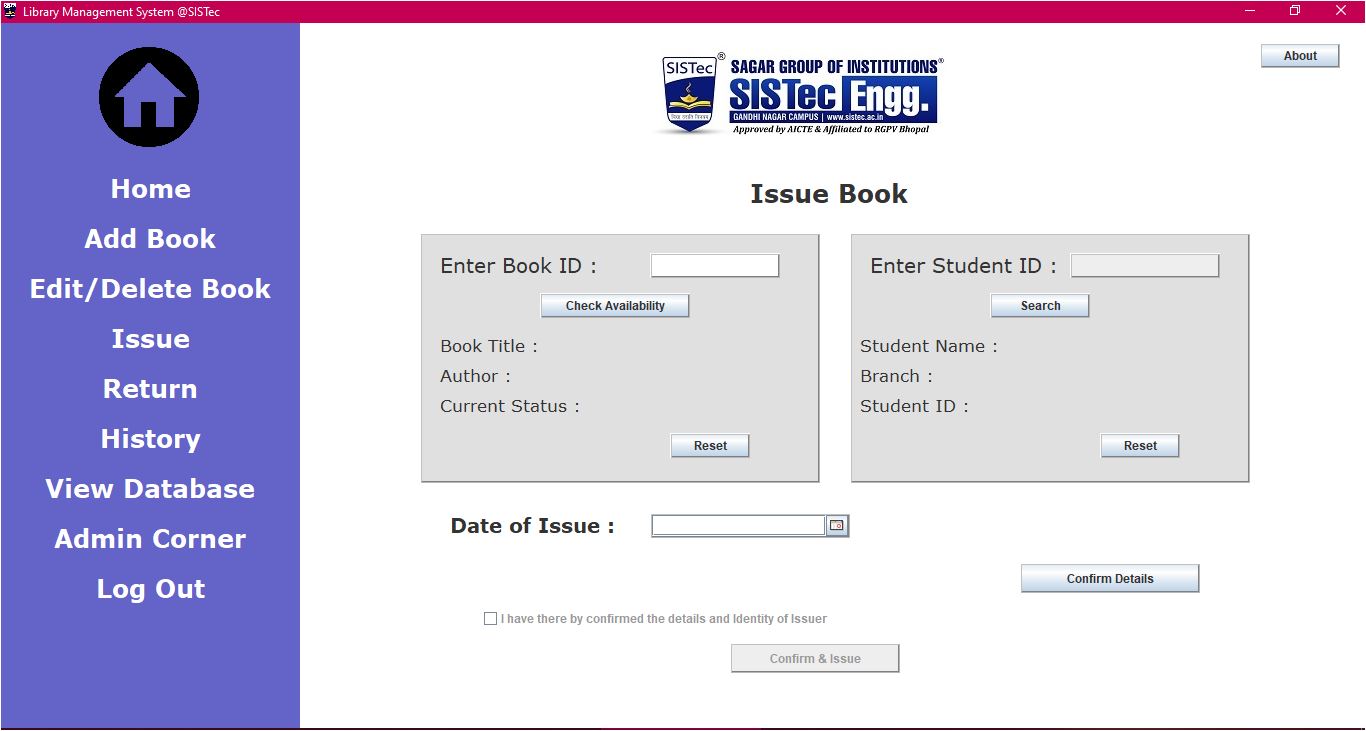 Library Management System @SISTec
Home
Add Book
Edit/Delete Book
Issue
Return
History
View Database
Admin Corner
Log Out
About
SISTec ®
SAGAR GROUP OF INSTITUTIONS®
SISTec Engg.
GANDHI NAGAR CAMPUS | www.sistec.ac.in
Approved by AICTE & Affiliated to RGPV Bhopal
Issue Book
Enter Book ID :
Check Availability
Book Title :
Author :
Current Status :
Reset
Enter Student ID :
Search
Student Name :
Branch :
Student ID :
Reset
Date of Issue :
Confirm Details
I have there by confirmed the details and Identity of Issuer
Confirm & Issue